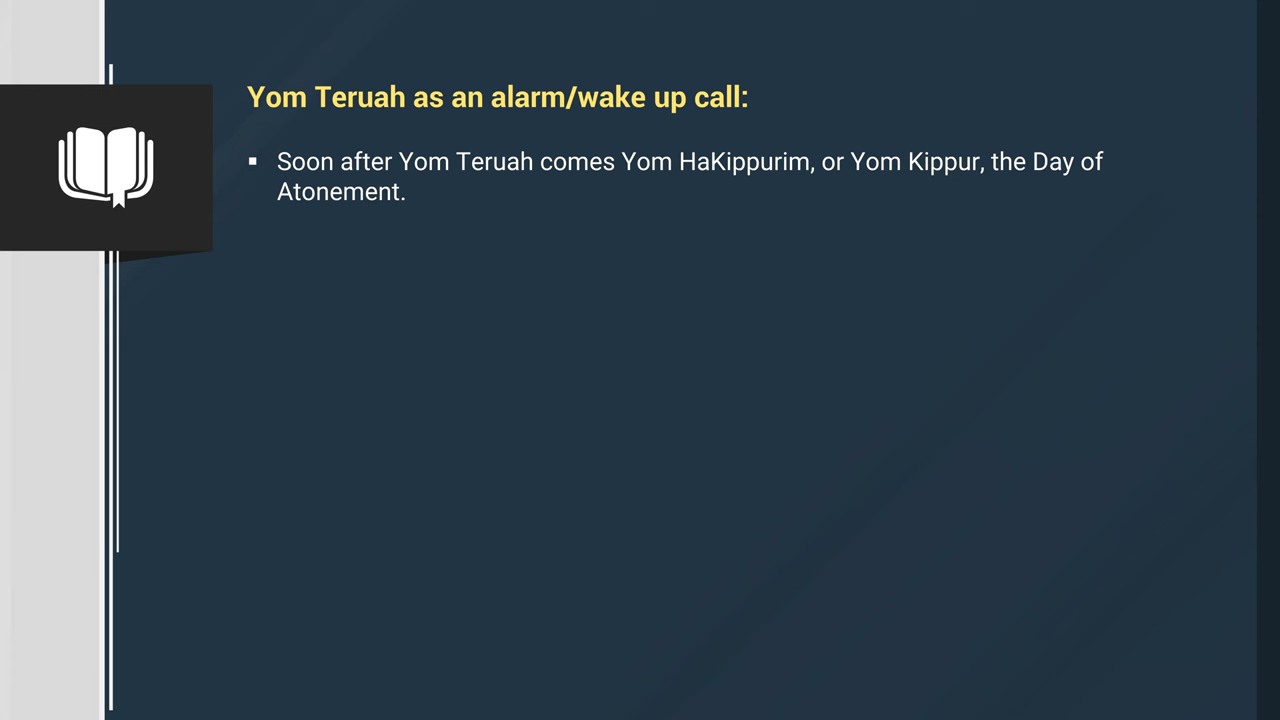 Yom Teruah as an alarm/wake up call:
▪ Soon after Yom Teruah comes Yom HaKippurim, or Yom Kippur, the Day of
Atonement.